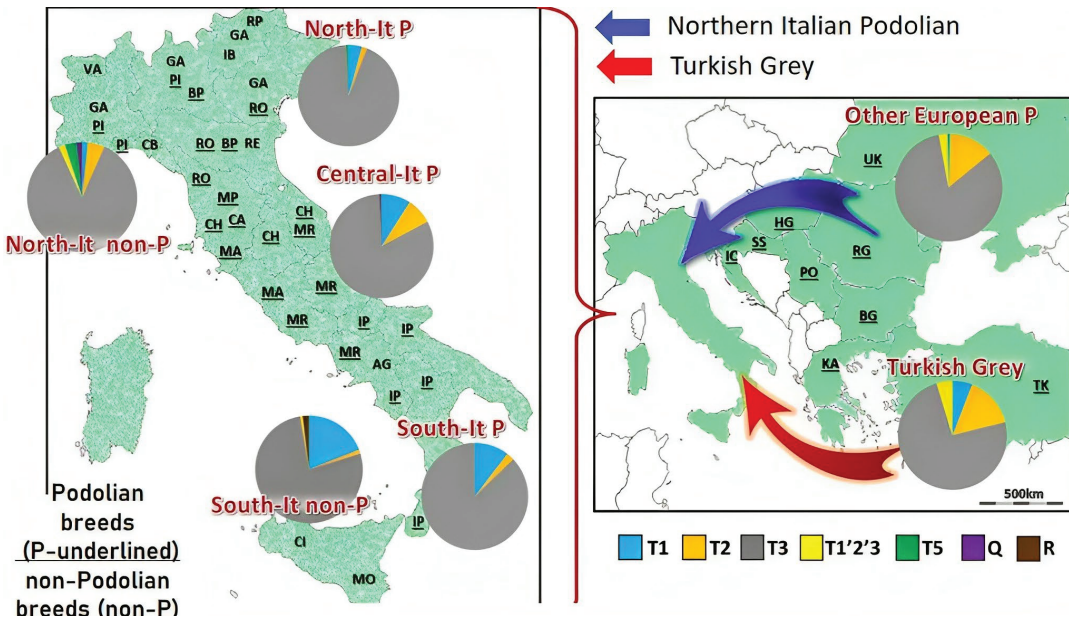 RP
GA
IB
North-It P
VA
GA
PI
BP
GA
GA
PI
RO
PI
CB
RO
BP
RE
RO
North-It non-P
MP
CH
CA
MA
CH
CH
MR
Central-It P
MA
MR
MR
IP
IP
MR
AG
IP
IP
South-It P
South-It non-P
IP
CI
MO
Podolian
breeds
(P-underlined)
non-Podolian
breeds (non-P)
Northern Italian Podolian
Turkish Grey
Other European P
UK
HG
SS
IC
RG
PO
BG
KA
Turkish Grey
TK
500km
T1 T2 T3 T1'2'3 T5 Q R